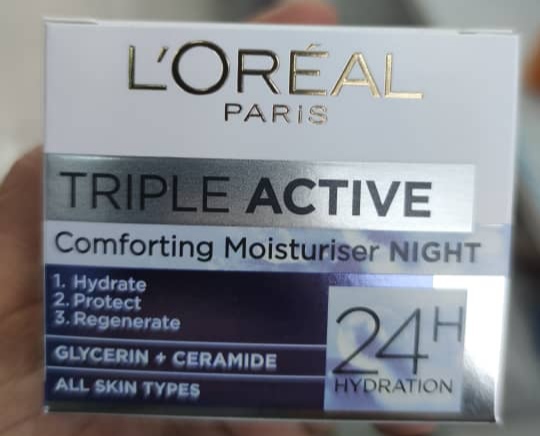 L'ORÉAL
PARiS
TRIPLE ACTIVE
Comforting Moisturiser NIGHT
1. Hydrate
2. Protect
3. Regenerate
GLYCERIN + CERAMIDE
ALL SKIN TYPES
24H
HYDRATION